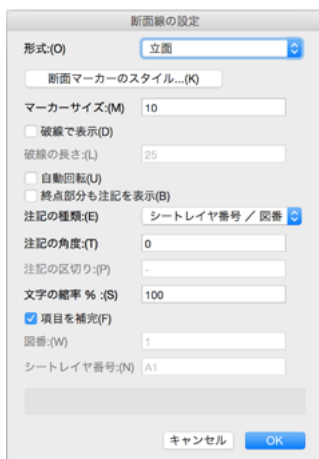 断面線の設定
形式:(O) 立面
断面マーカーのスタイル...(K)
マーカーサイズ:(M) 10
破線で表示(D)
破線の長さ:(L) 25
自動回転(U)
終点部分も注記を表示(B)
注記の種類:(E) シートレイヤ番号 ／ 図番
注記の角度:(T) 0
注記の区切り:(P) -
文字の縮率 % :(S) 100
項目を補完(F)
図番:(W) 1
シートレイヤ番号:(N) A1
キャンセル OK